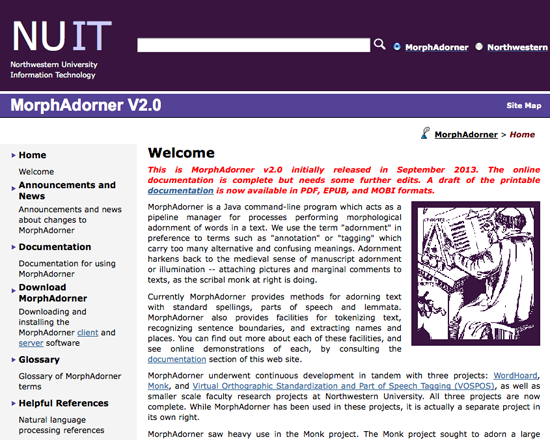 NUIT
Northwestern University
Information Technology
MorphAdorner
Northwestern
MorphAdorner V2.0
Site Map
MorphAdorner > Home
Home
Welcome
Announcements and
News
Announcements and news
about changes to
MorphAdorner
Documentation
Documentation for using
MorphAdorner
Download
MorphAdorner
Downloading and
installing the
MorphAdorner client and
server software
Glossary
Glossary of MorphAdorner
terms
Helpful References
Natural language
processing references
Welcome
This is MorphAdorner v2.0 initially released in September 2013. The online
documentation is complete but needs some further edits. A draft of the printable
documentation is now available in PDF, EPUB, and MOBI formats.
MorphAdorner is a Java command-line program which acts as a
pipeline manager for processes performing morphological
adornment of words in a text. We use the term "adornment" in
preference to terms such as "annotation" or "tagging" which
carry too many alternative and confusing meanings. Adornment
harkens back to the medieval sense of manuscript adornment
or illumination -- attaching pictures and marginal comments to
texts, as the scribal monk at right is doing.
Currently MorphAdorner provides methods for adorning text
with standard spellings, parts of speech and lemmata.
MorphAdorner also provides facilities for tokenizing text,
recognizing sentence boundaries, and extracting names and
places. You can find out more about each of these facilities, and
see online demonstrations of each, by consulting the
documentation section of this web site.
MorphAdorner underwent continuous development in tandem with three projects: WordHoard,
Monk, and Virtual Orthographic Standardization and Part of Speech Tagging (VOSPOS), as well as
smaller scale faculty research projects at Northwestern University. All three projects are now
complete. While MorphAdorner has been used in these projects, it is actually a separate project in
its own right.
MorphAdorner saw heavy use in the Monk project. The Monk project sought to adorn a large